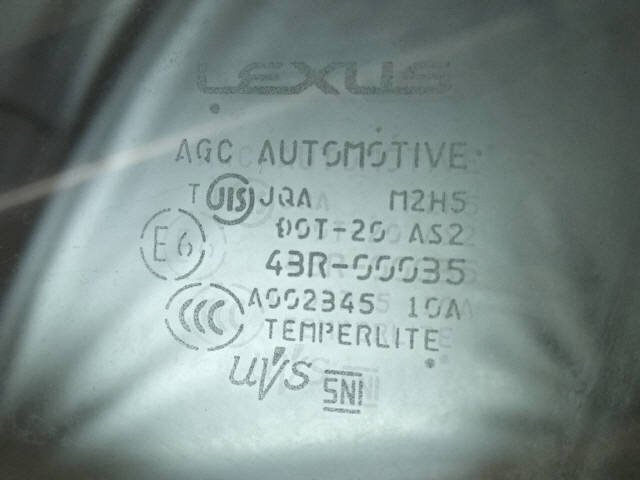 LEXUS
AGC AUTOMOTIVE
T JIS JQA M2H5
DOT-20 AS2
E6
43R-00035
CCC A002345 10A
TEMPERLITE
UVS SNI